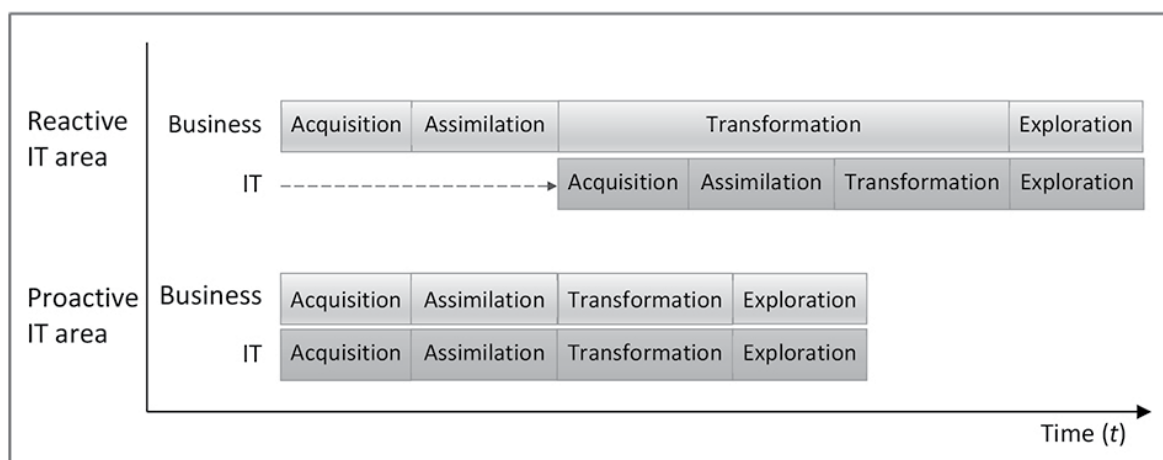 Reactive
IT area
Business
Acquisition
Assimilation
Transformation
Exploration
IT
Acquisition
Assimilation
Transformation
Exploration
Proactive
IT area
Business
Acquisition
Assimilation
Transformation
Exploration
IT
Acquisition
Assimilation
Transformation
Exploration
Time (t)